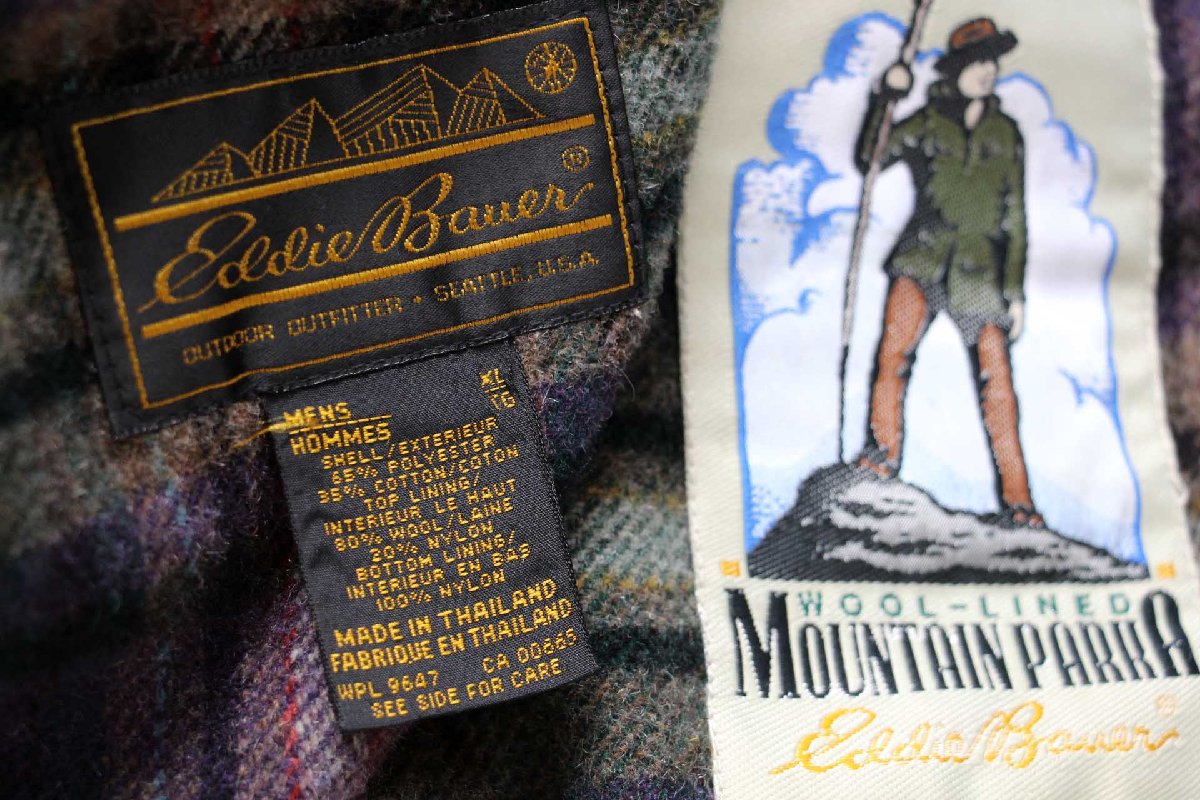 Eddie Bauer®
OUTDOOR OUTFITTER • SEATTLE, U.S.A.
XL
TG
MENS
HOMMES
SHELL/EXTERIEUR
65% POLYESTER
35% COTTON/COTON
TOP LINING/
INTERIEUR LE HAUT
80% WOOL/LAINE
20% NYLON
BOTTOM LINING/
INTERIEUR EN BAS
100% NYLON
MADE IN THAILAND
FABRIQUE EN THAILAND
WPL 9647 CA 00865
SEE SIDE FOR CARE
WOOL-LINED
MOUNTAIN PARKA
Eddie Bauer®